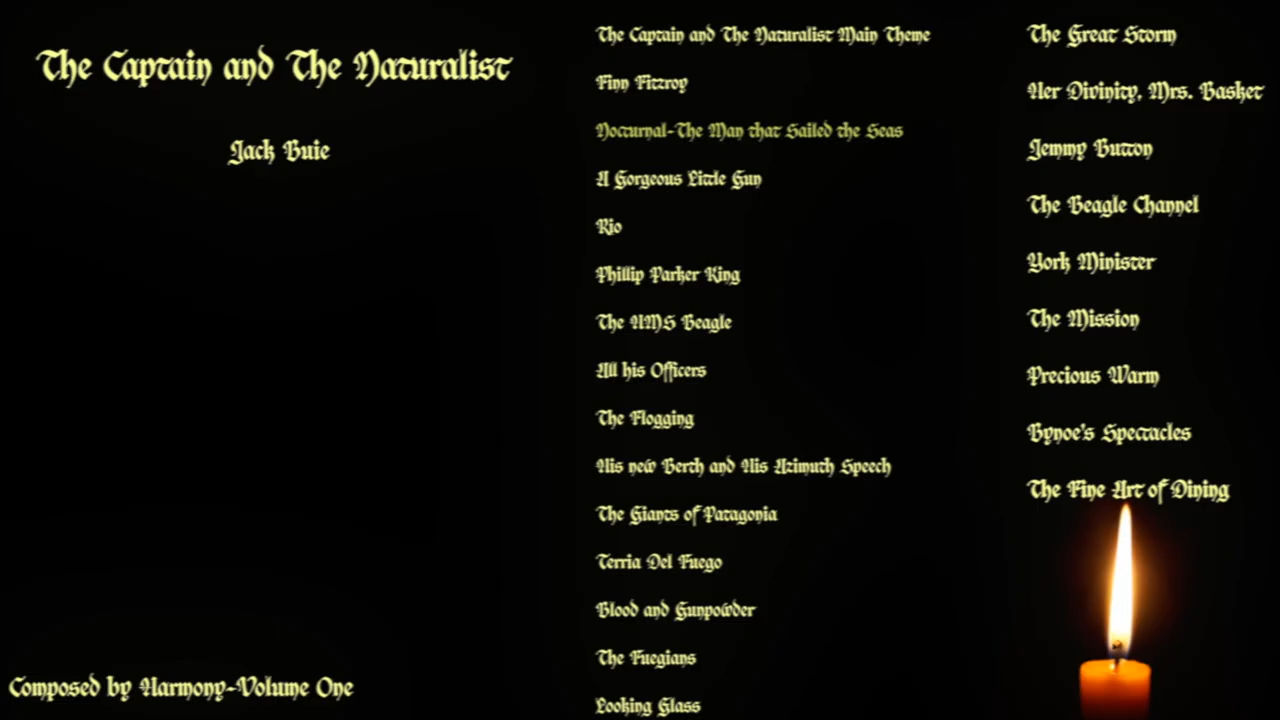 The Captain and The Naturalist
Jack Buie
Composed by Harmony-Volume One
The Captain and The Naturalist Main Theme
Finn Fitzroy
Nocturnal-The Man that Sailed the Seas
A Gorgeous Little Gun
Rio
Phillip Parker King
The HMS Beagle
All his Officers
The Flogging
His new Berth and His Azimuth Speech
The Giants of Patagonia
Terria Del Fuego
Blood and Gunpowder
The Fuegians
Looking Glass
The Great Storm
Her Divinity, Mrs. Basket
Jemmy Button
The Beagle Channel
York Minister
The Mission
Precious Warm
Bynoe's Spectacles
The Fine Art of Dining